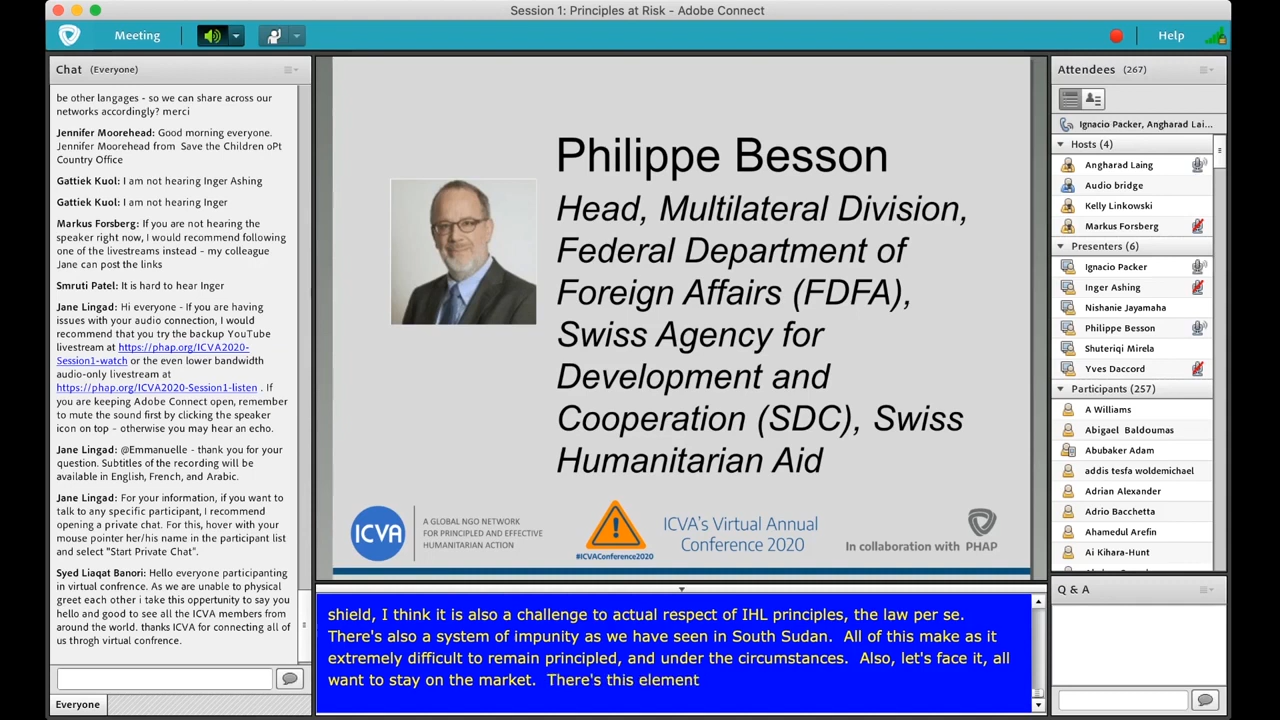 Session 1: Principles at Risk - Adobe Connect
Meeting
Help
Chat (Everyone)
be other langages - so we can share across our
networks accordingly? merci
Jennifer Moorehead: Good morning everyone.
Jennifer Moorehead from Save the Children oPt
Country Office
Gattiek Kuol: I am not hearing Inger Ashing
Gattiek Kuol: I am not hearing Inger
Markus Forsberg: If you are not hearing the
speaker right now, I would recommend following
one of the livestreams instead - my colleague
Jane can post the links
Smruti Patel: It is hard to hear Inger
Jane Lingad: Hi everyone - If you are having
issues with your audio connection, I would
recommend that you try the backup YouTube
livestream at https://phap.org/ICVA2020-
Session1-watch or the even lower bandwidth
audio-only livestream at
https://phap.org/ICVA2020-Session1-listen . If
you are keeping Adobe Connect open, remember
to mute the sound first by clicking the speaker
icon on top - otherwise you may hear an echo.
Jane Lingad: @Emmanuelle - thank you for your
question. Subtitles of the recording will be
available in English, French, and Arabic.
Jane Lingad: For your information, if you want to
talk to any specific participant, I recommend
opening a private chat. For this, hover with your
mouse pointer her/his name in the participant list
and select "Start Private Chat".
Syed Liaqat Banori: Hello everyone participanting
in virtual confrence. As we are unable to physical
greet each other i take this oppertunity to say you
hello and good to see all the ICVA members from
around the world. thanks ICVA for connecting all of
us throgh virtual confence.
Everyone
Philippe Besson
Head, Multilateral Division,
Federal Department of
Foreign Affairs (FDFA),
Swiss Agency for
Development and
Cooperation (SDC), Swiss
Humanitarian Aid
ICVA
A GLOBAL NGO NETWORK
FOR PRINCIPLED AND EFFECTIVE
HUMANITARIAN ACTION
#ICVAConference2020
ICVA's Virtual Annual
Conference 2020
In collaboration with PHAP
shield, I think it is also a challenge to actual respect of IHL principles, the law per se.
There's also a system of impunity as we have seen in South Sudan. All of this make as it
extremely difficult to remain principled, and under the circumstances. Also, let's face it, all
want to stay on the market. There's this element
Attendees (267)
Ignacio Packer, Angharad Lai...
Hosts (4)
Angharad Laing
Audio bridge
Kelly Linkowski
Markus Forsberg
Presenters (6)
Ignacio Packer
Inger Ashing
Nishanie Jayamaha
Philippe Besson
Shuteriqi Mirela
Yves Daccord
Participants (257)
A Williams
Abigael Baldoumas
Abubaker Adam
addis tesfa woldemichael
Adrian Alexander
Adrio Bacchetta
Ahamedul Arefin
Ai Kihara-Hunt
Q & A